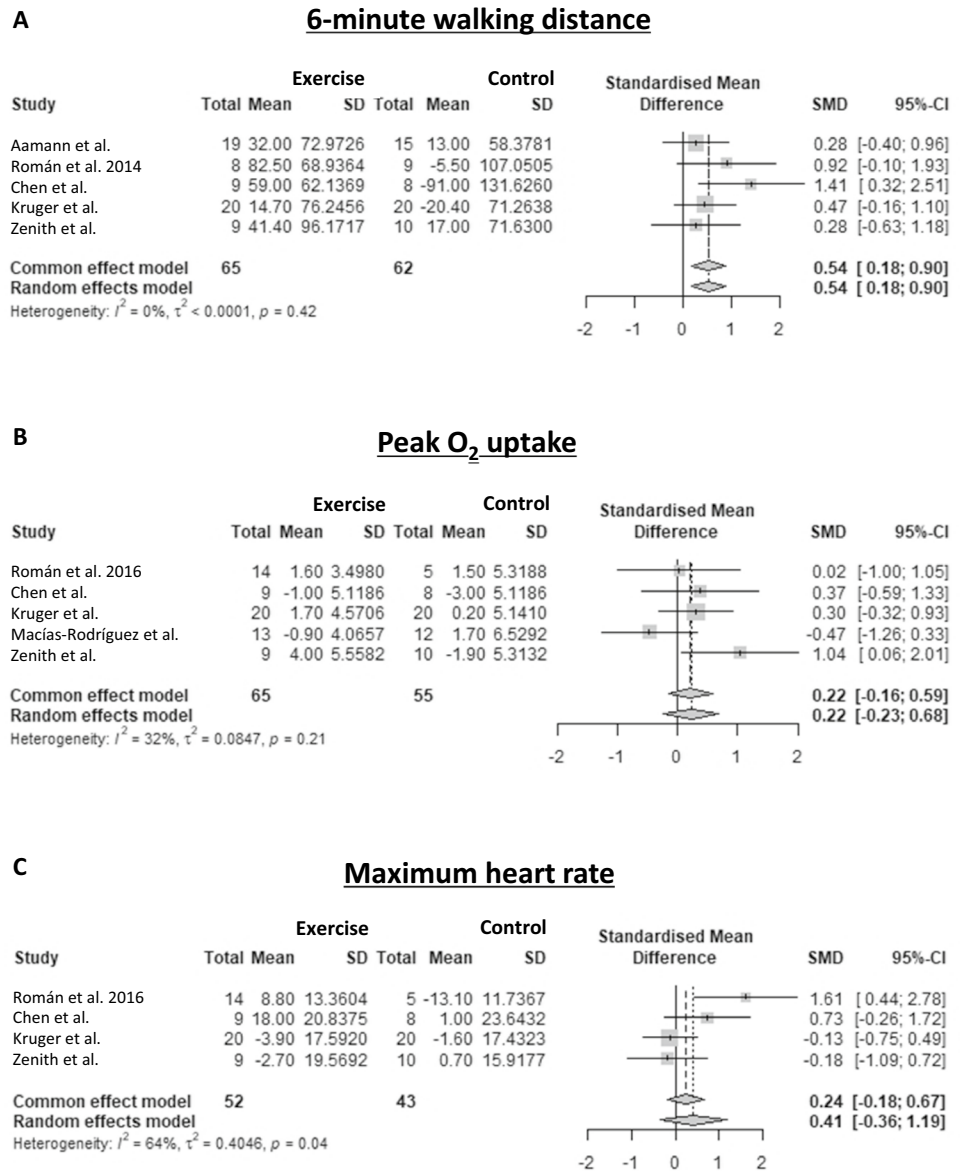 A
6-minute walking distance
Exercise Control Standardised Mean
Study Total Mean SD Total Mean SD Difference SMD 95%-CI
Aamann et al. 19 32.00 72.9726 15 13.00 58.3781 0.28 [-0.40; 0.96]
Román et al. 2014 8 82.50 68.9364 9 -5.50 107.0505 0.92 [-0.10; 1.93]
Chen et al. 9 59.00 62.1369 8 -91.00 131.6260 1.41 [ 0.32; 2.51]
Kruger et al. 20 14.70 76.2456 20 -20.40 71.2638 0.47 [-0.16; 1.10]
Zenith et al. 9 41.40 96.1717 10 17.00 71.6300 0.28 [-0.63; 1.18]
Common effect model 65 62 0.54 [ 0.18; 0.90]
Random effects model 0.54 [ 0.18; 0.90]
Heterogeneity: I² = 0%, τ² < 0.0001, p = 0.42
-2 -1 0 1 2
B
Peak O₂ uptake
Exercise Control Standardised Mean
Study Total Mean SD Total Mean SD Difference SMD 95%-CI
Román et al. 2016 14 1.60 3.4980 5 1.50 5.3188 0.02 [-1.00; 1.05]
Chen et al. 9 -1.00 5.1186 8 -3.00 5.1186 0.37 [-0.59; 1.33]
Kruger et al. 20 1.70 4.5706 20 0.20 5.1410 0.30 [-0.32; 0.93]
Macías-Rodríguez et al. 13 -0.90 4.0657 12 1.70 6.5292 -0.47 [-1.26; 0.33]
Zenith et al. 9 4.00 5.5582 10 -1.90 5.3132 1.04 [ 0.06; 2.01]
Common effect model 65 55 0.22 [-0.16; 0.59]
Random effects model 0.22 [-0.23; 0.68]
Heterogeneity: I² = 32%, τ² = 0.0847, p = 0.21
-2 -1 0 1 2
C
Maximum heart rate
Exercise Control Standardised Mean
Study Total Mean SD Total Mean SD Difference SMD 95%-CI
Román et al. 2016 14 8.80 13.3604 5 -13.10 11.7367 1.61 [ 0.44; 2.78]
Chen et al. 9 18.00 20.8375 8 1.00 23.6432 0.73 [-0.26; 1.72]
Kruger et al. 20 -3.90 17.5920 20 -1.60 17.4323 -0.13 [-0.75; 0.49]
Zenith et al. 9 -2.70 19.5692 10 0.70 15.9177 -0.18 [-1.09; 0.72]
Common effect model 52 43 0.24 [-0.18; 0.67]
Random effects model 0.41 [-0.36; 1.19]
Heterogeneity: I² = 64%, τ² = 0.4046, p = 0.04
-2 -1 0 1 2